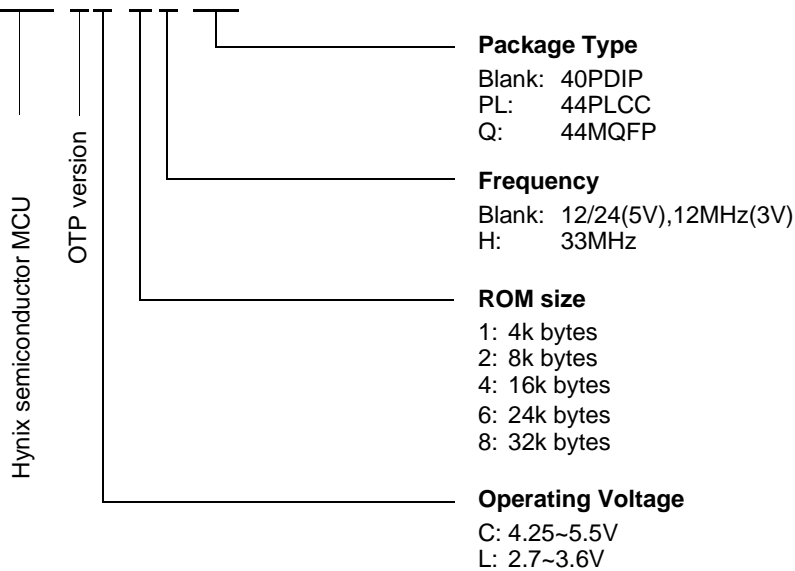 Package Type
Blank: 40PDIP
PL: 44PLCC
Q: 44MQFP
Frequency
Blank: 12/24(5V),12MHz(3V)
H: 33MHz
ROM size
1: 4k bytes
2: 8k bytes
4: 16k bytes
6: 24k bytes
8: 32k bytes
Operating Voltage
C: 4.25~5.5V
L: 2.7~3.6V
OTP version
Hynix semiconductor MCU